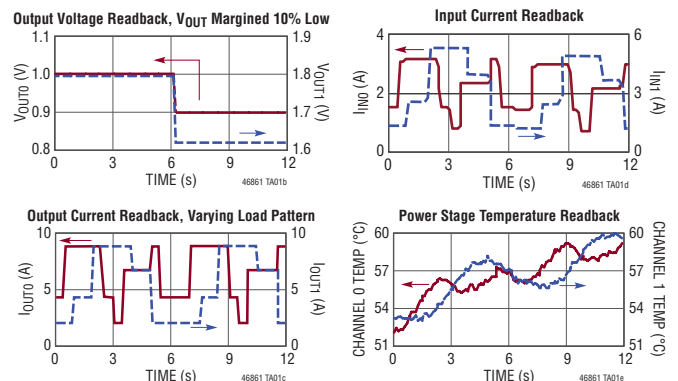 Output Voltage Readback, VOUT Margined 10% Low
1.1
1.0
0.9
0.8
VOUT0 (V)
1.9
1.8
1.7
1.6
VOUT1 (V)
0 3 6 9 12
TIME (s)
46861 TA01b
Input Current Readback
4
2
0
IIN0 (A)
6
5
3
2
0
IIN1 (A)
0 3 6 9 12
TIME (s)
46861 TA01d
Output Current Readback, Varying Load Pattern
10
5
0
IOUT0 (A)
10
5
0
IOUT1 (A)
0 3 6 9 12
TIME (s)
46861 TA01c
Power Stage Temperature Readback
60
57
54
51
CHANNEL 0 TEMP (°C)
60
57
54
51
CHANNEL 1 TEMP (°C)
0 3 6 9 12
TIME (s)
46861 TA01e